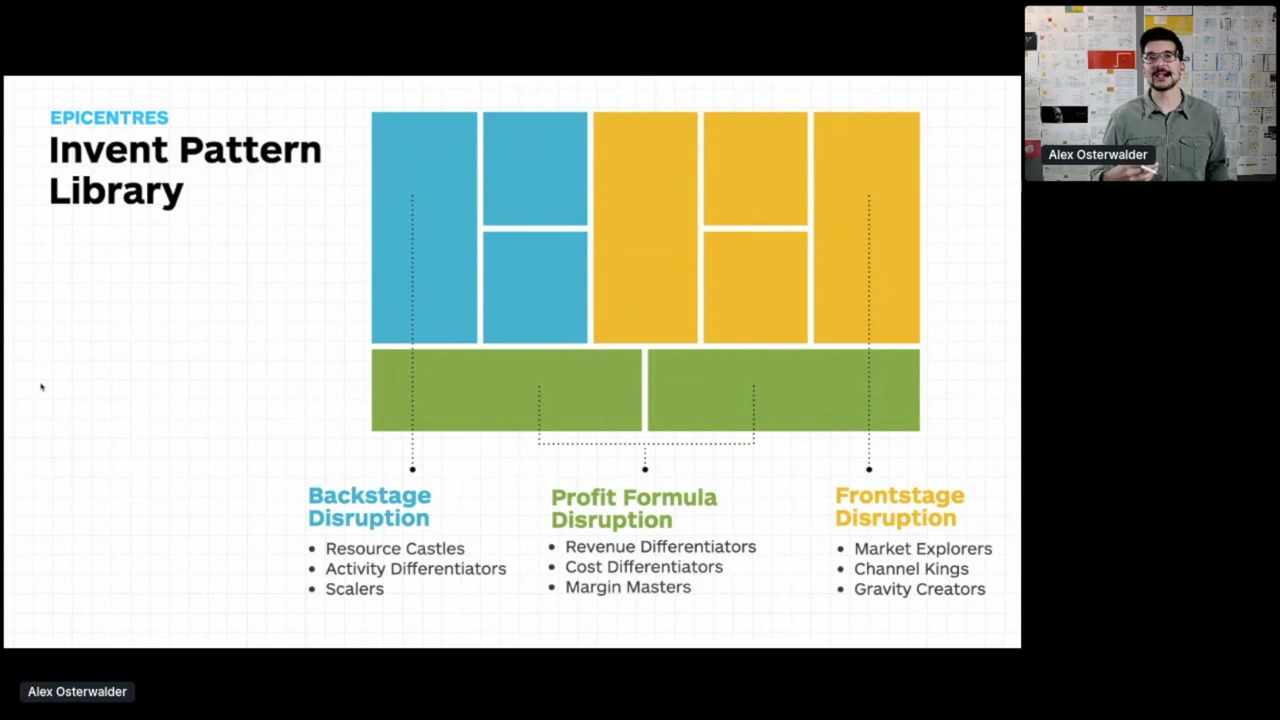 EPICENTRES
Invent Pattern
Library
Backstage
Disruption
• Resource Castles
• Activity Differentiators
• Scalers
Profit Formula
Disruption
• Revenue Differentiators
• Cost Differentiators
• Margin Masters
Frontstage
Disruption
• Market Explorers
• Channel Kings
• Gravity Creators
Alex Osterwalder
Alex Osterwalder